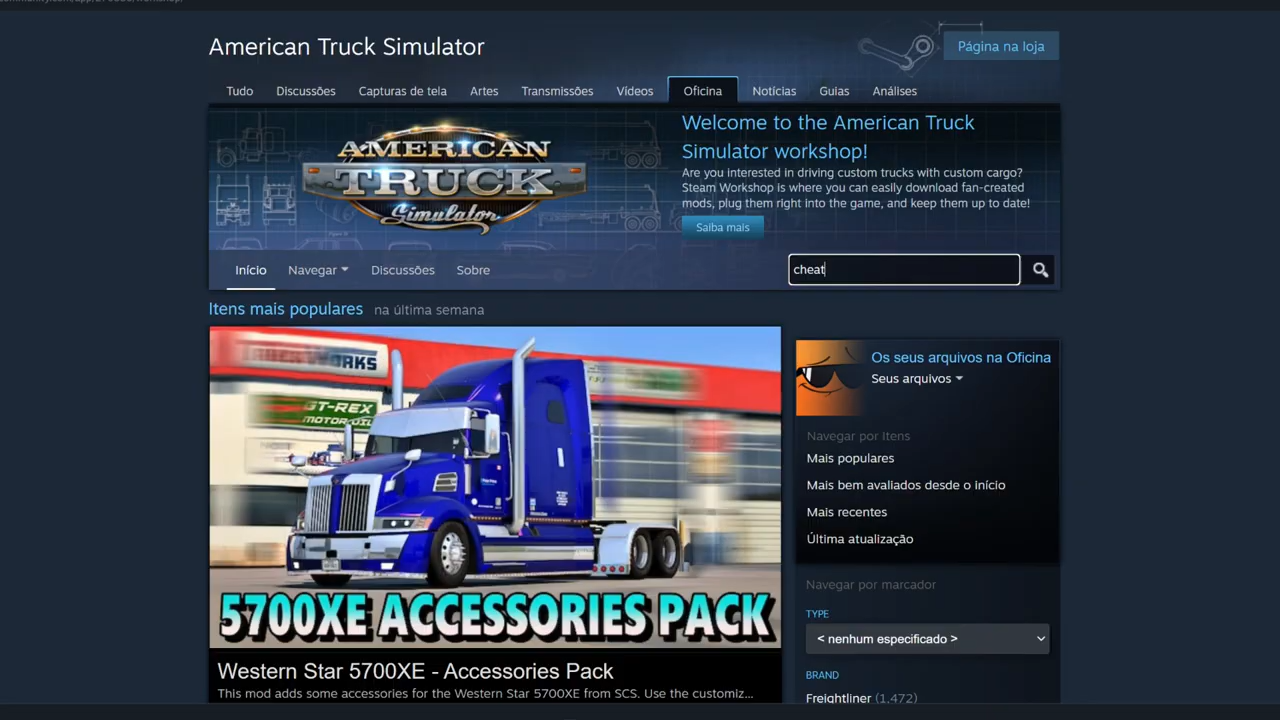 American Truck Simulator
Página na loja
Tudo Discussões Capturas de tela Artes Transmissões Vídeos Oficina Notícias Guias Análises
AMERICAN
TRUCK
Simulator
Welcome to the American Truck
Simulator workshop!
Are you interested in driving custom trucks with custom cargo?
Steam Workshop is where you can easily download fan-created
mods, plug them right into the game, and keep them up to date!
Saiba mais
Início Navegar Discussões Sobre
cheat
Itens mais populares na última semana
TRUCKWORKS
GT-REX
MOTOR OIL
5700XE ACCESSORIES PACK
Western Star 5700XE - Accessories Pack
This mod adds some accessories for the Western Star 5700XE from SCS. Use the customiz...
Os seus arquivos na Oficina
Seus arquivos
Navegar por Itens
Mais populares
Mais bem avaliados desde o início
Mais recentes
Última atualização
Navegar por marcador
TYPE
< nenhum especificado >
BRAND
Freightliner (1,472)